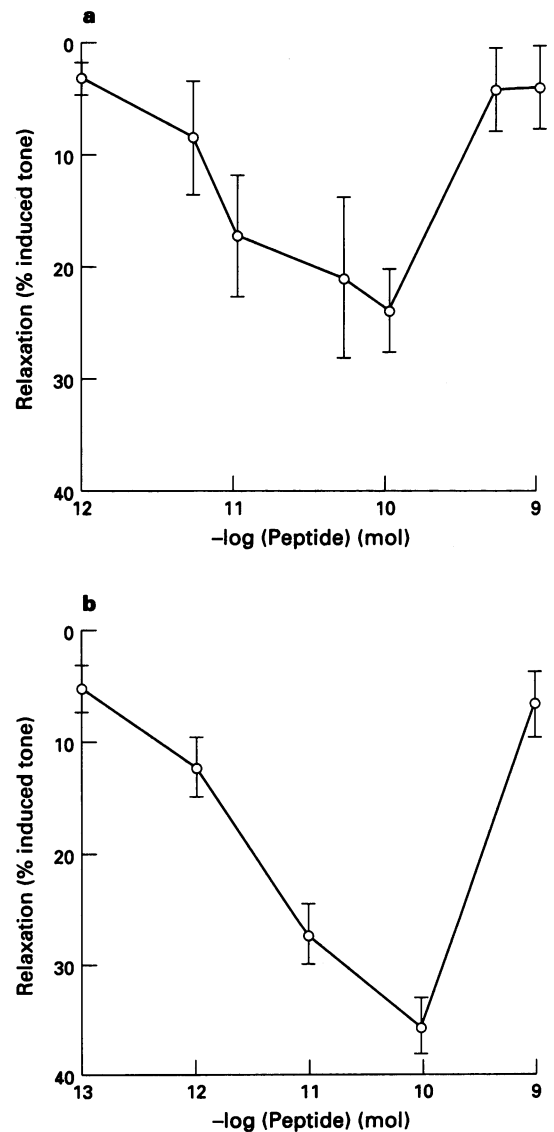 a
0
10
20
30
40
Relaxation (% induced tone)
12 11 10 9
–log (Peptide) (mol)
b
0
10
20
30
40
Relaxation (% induced tone)
13 12 11 10 9
–log (Peptide) (mol)